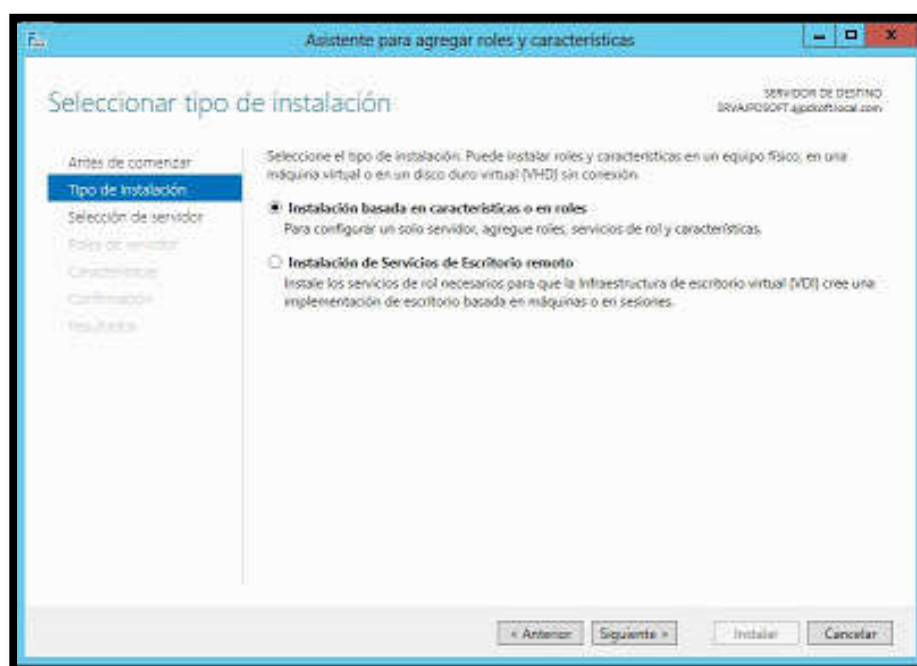 Asistente para agregar roles y características
Seleccionar tipo de instalación
SERVIDOR DE DESTINO
SRVAJPDSOFT.ajpdsoftlocal.com
Antes de comenzar
Tipo de instalación
Selección de servidor
Roles de servidor
Características
Confirmación
Resultados
Seleccione el tipo de instalación. Puede instalar roles y características en un equipo físico, en una
máquina virtual o en un disco duro virtual (VHD) sin conexión.
Instalación basada en características o en roles
Para configurar un solo servidor, agregue roles, servicios de rol y características.
Instalación de Servicios de Escritorio remoto
Instale los servicios de rol necesarios para que la Infraestructura de escritorio virtual (VDI) cree una
implementación de escritorio basada en máquinas o en sesiones.
< Anterior
Siguiente >
Instalar
Cancelar